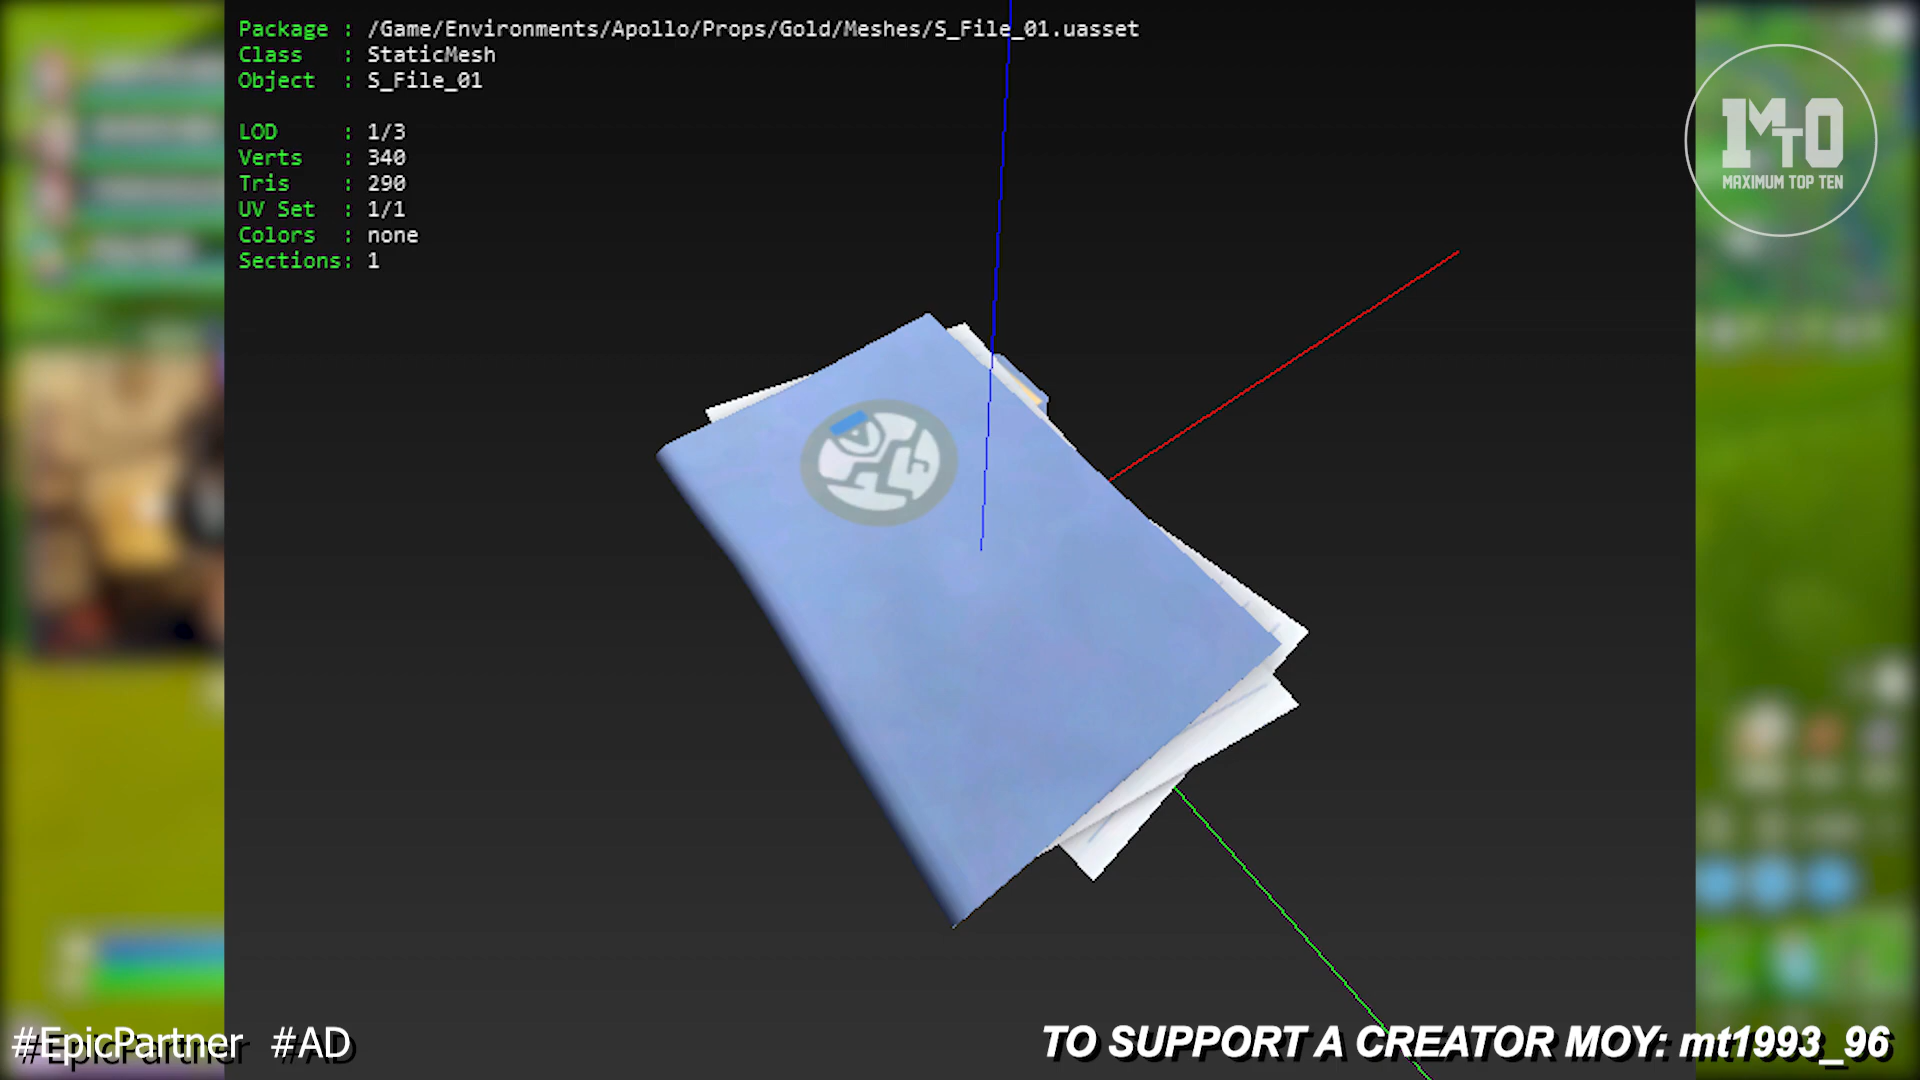 Package : /Game/Environments/Apollo/Props/Gold/Meshes/S_File_01.uasset
Class : StaticMesh
Object : S_File_01
LOD : 1/3
Verts : 340
Tris : 290
UV Set : 1/1
Colors : none
Sections: 1
MTO
MAXIMUM TOP TEN
#EpicPartner #AD
TO SUPPORT A CREATOR MOY: mt1993_96